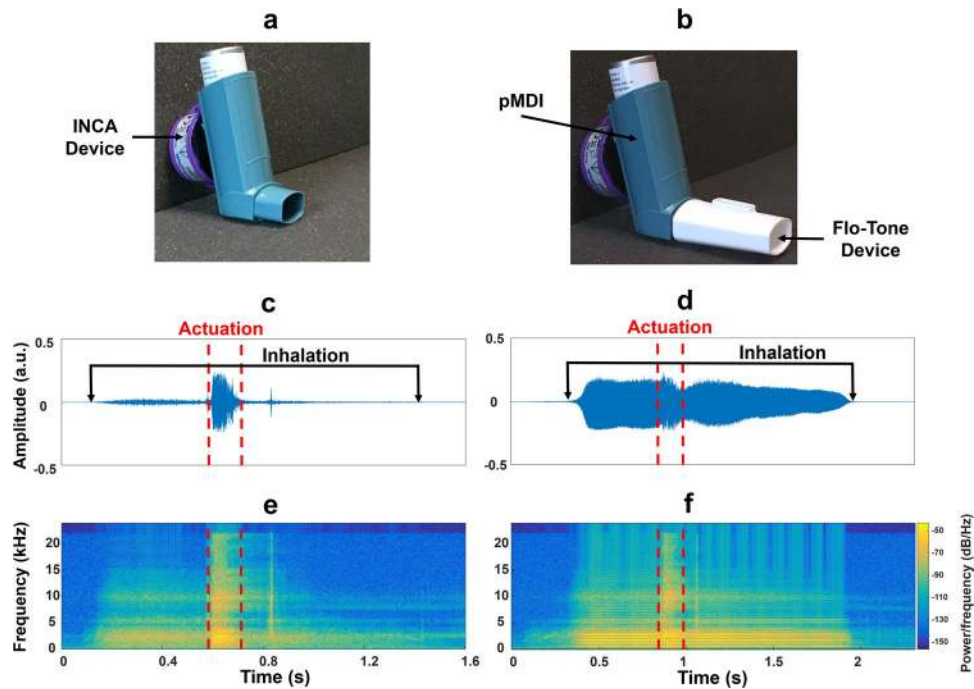 a
b
INCA
Device
pMDI
Flo-Tone
Device
c
d
Actuation
Inhalation
Actuation
Inhalation
Amplitude (a.u.)
0.5
0
-0.5
0.5
0
-0.5
e
f
Frequency (kHz)
20
15
10
5
0
20
15
10
5
0
0 0.4 0.8 1.2 1.6
Time (s)
0 0.5 1 1.5 2
Time (s)
-50
-70
-90
-110
-130
-150
Power/frequency (dB/Hz)